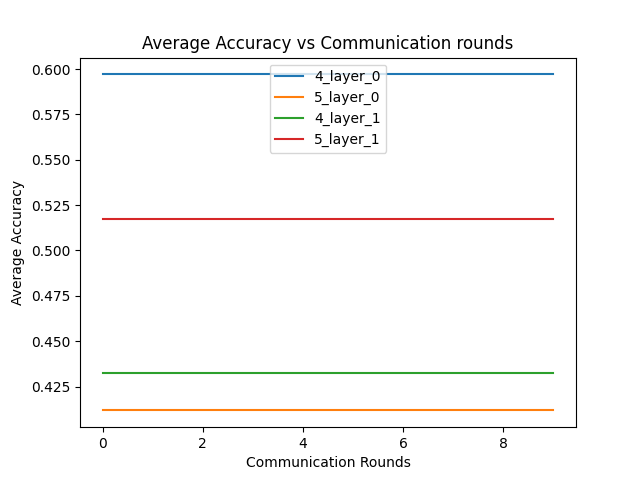 Average Accuracy vs Communication rounds
0.600
0.575
0.550
0.525
0.500
0.475
0.450
0.425
Average Accuracy
4_layer_0
5_layer_0
4_layer_1
5_layer_1
0 2 4 6 8
Communication Rounds